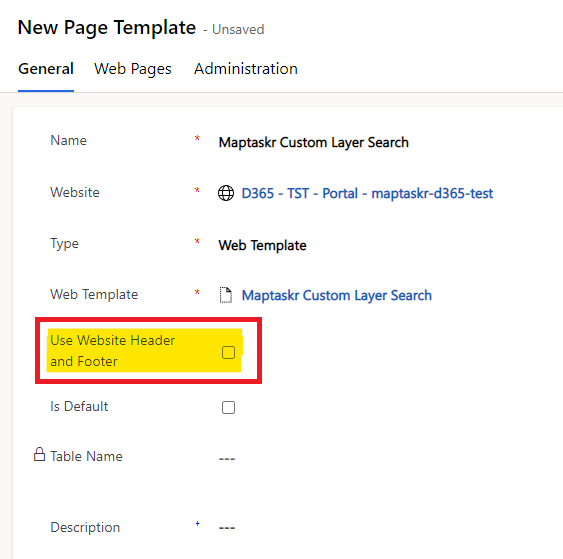 New Page Template - Unsaved
General Web Pages Administration
Name * Maptaskr Custom Layer Search
Website * D365 - TST - Portal - maptaskr-d365-test
Type * Web Template
Web Template * Maptaskr Custom Layer Search
Use Website Header
and Footer
Is Default
Table Name ---
Description + ---